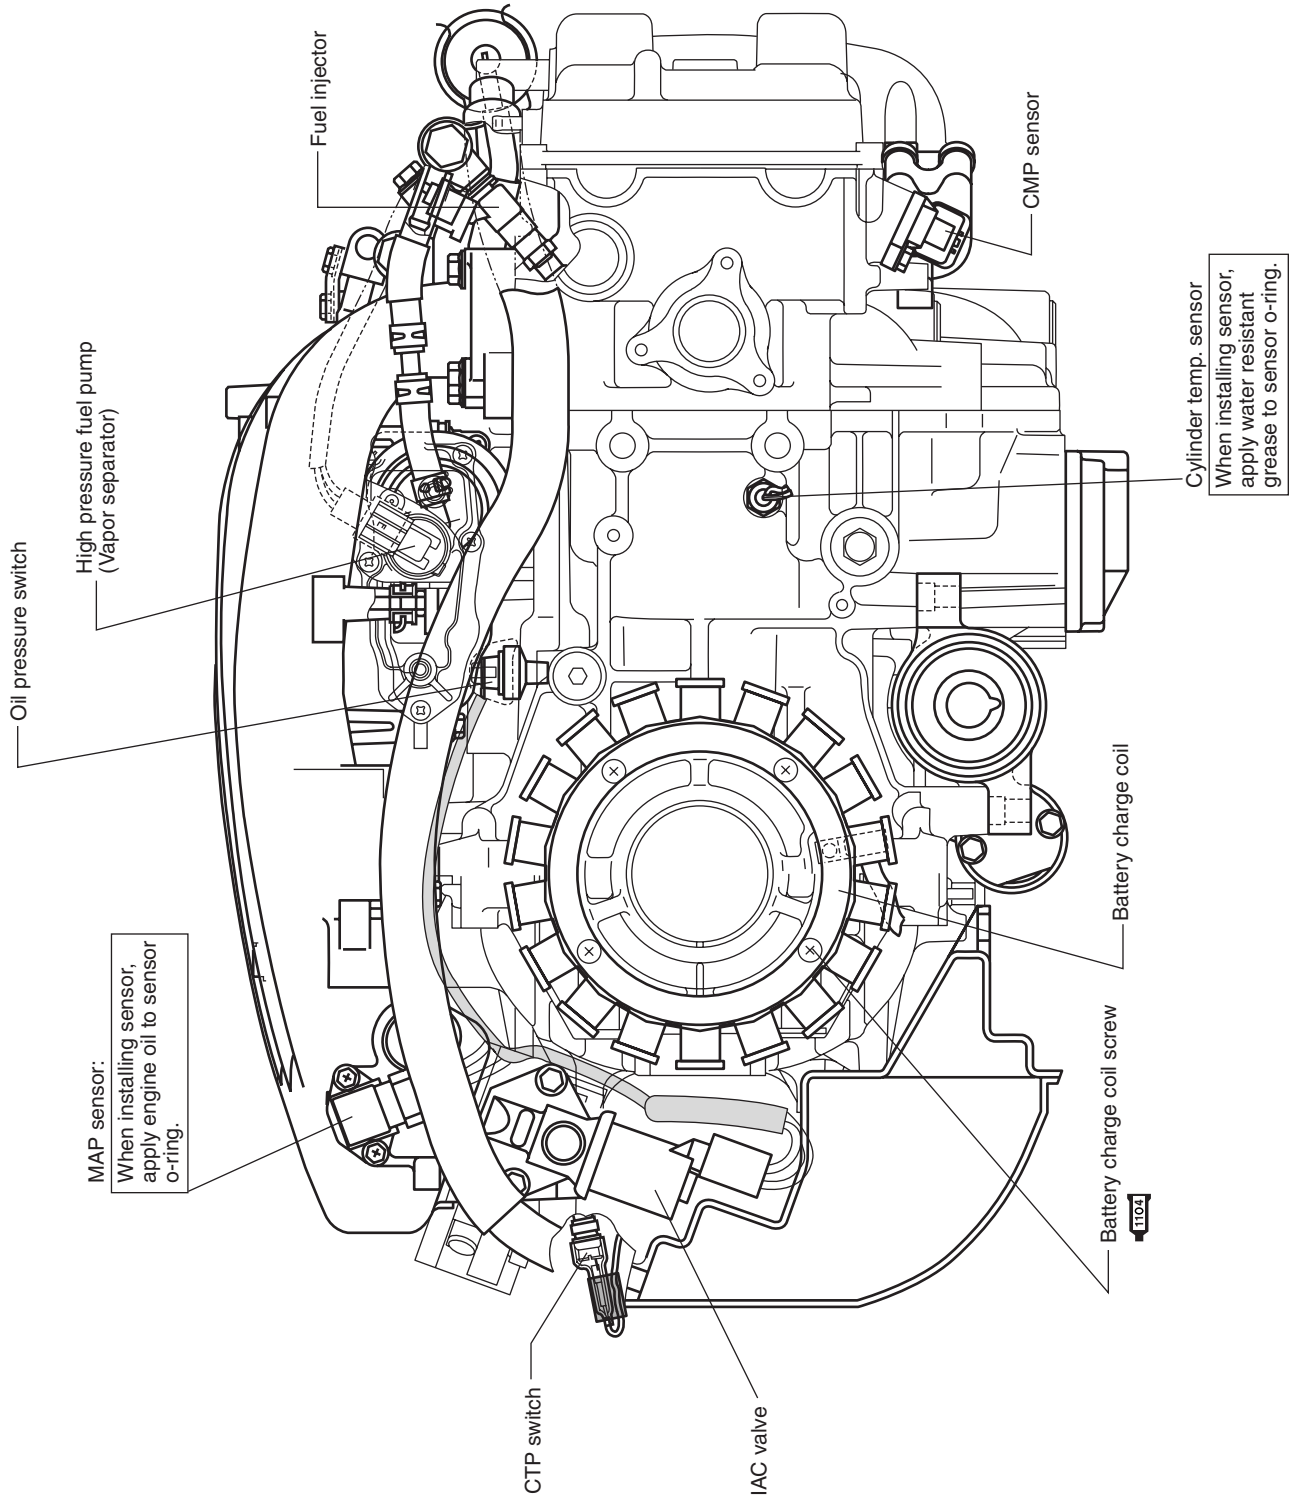 Oil pressure switch
High pressure fuel pump
(Vapor separator)
Fuel injector
MAP sensor:
When installing sensor,
apply engine oil to sensor
o-ring.
CTP switch
IAC valve
Battery charge coil screw
1104
Battery charge coil
Cylinder temp. sensor
When installing sensor,
apply water resistant
grease to sensor o-ring.
CMP sensor